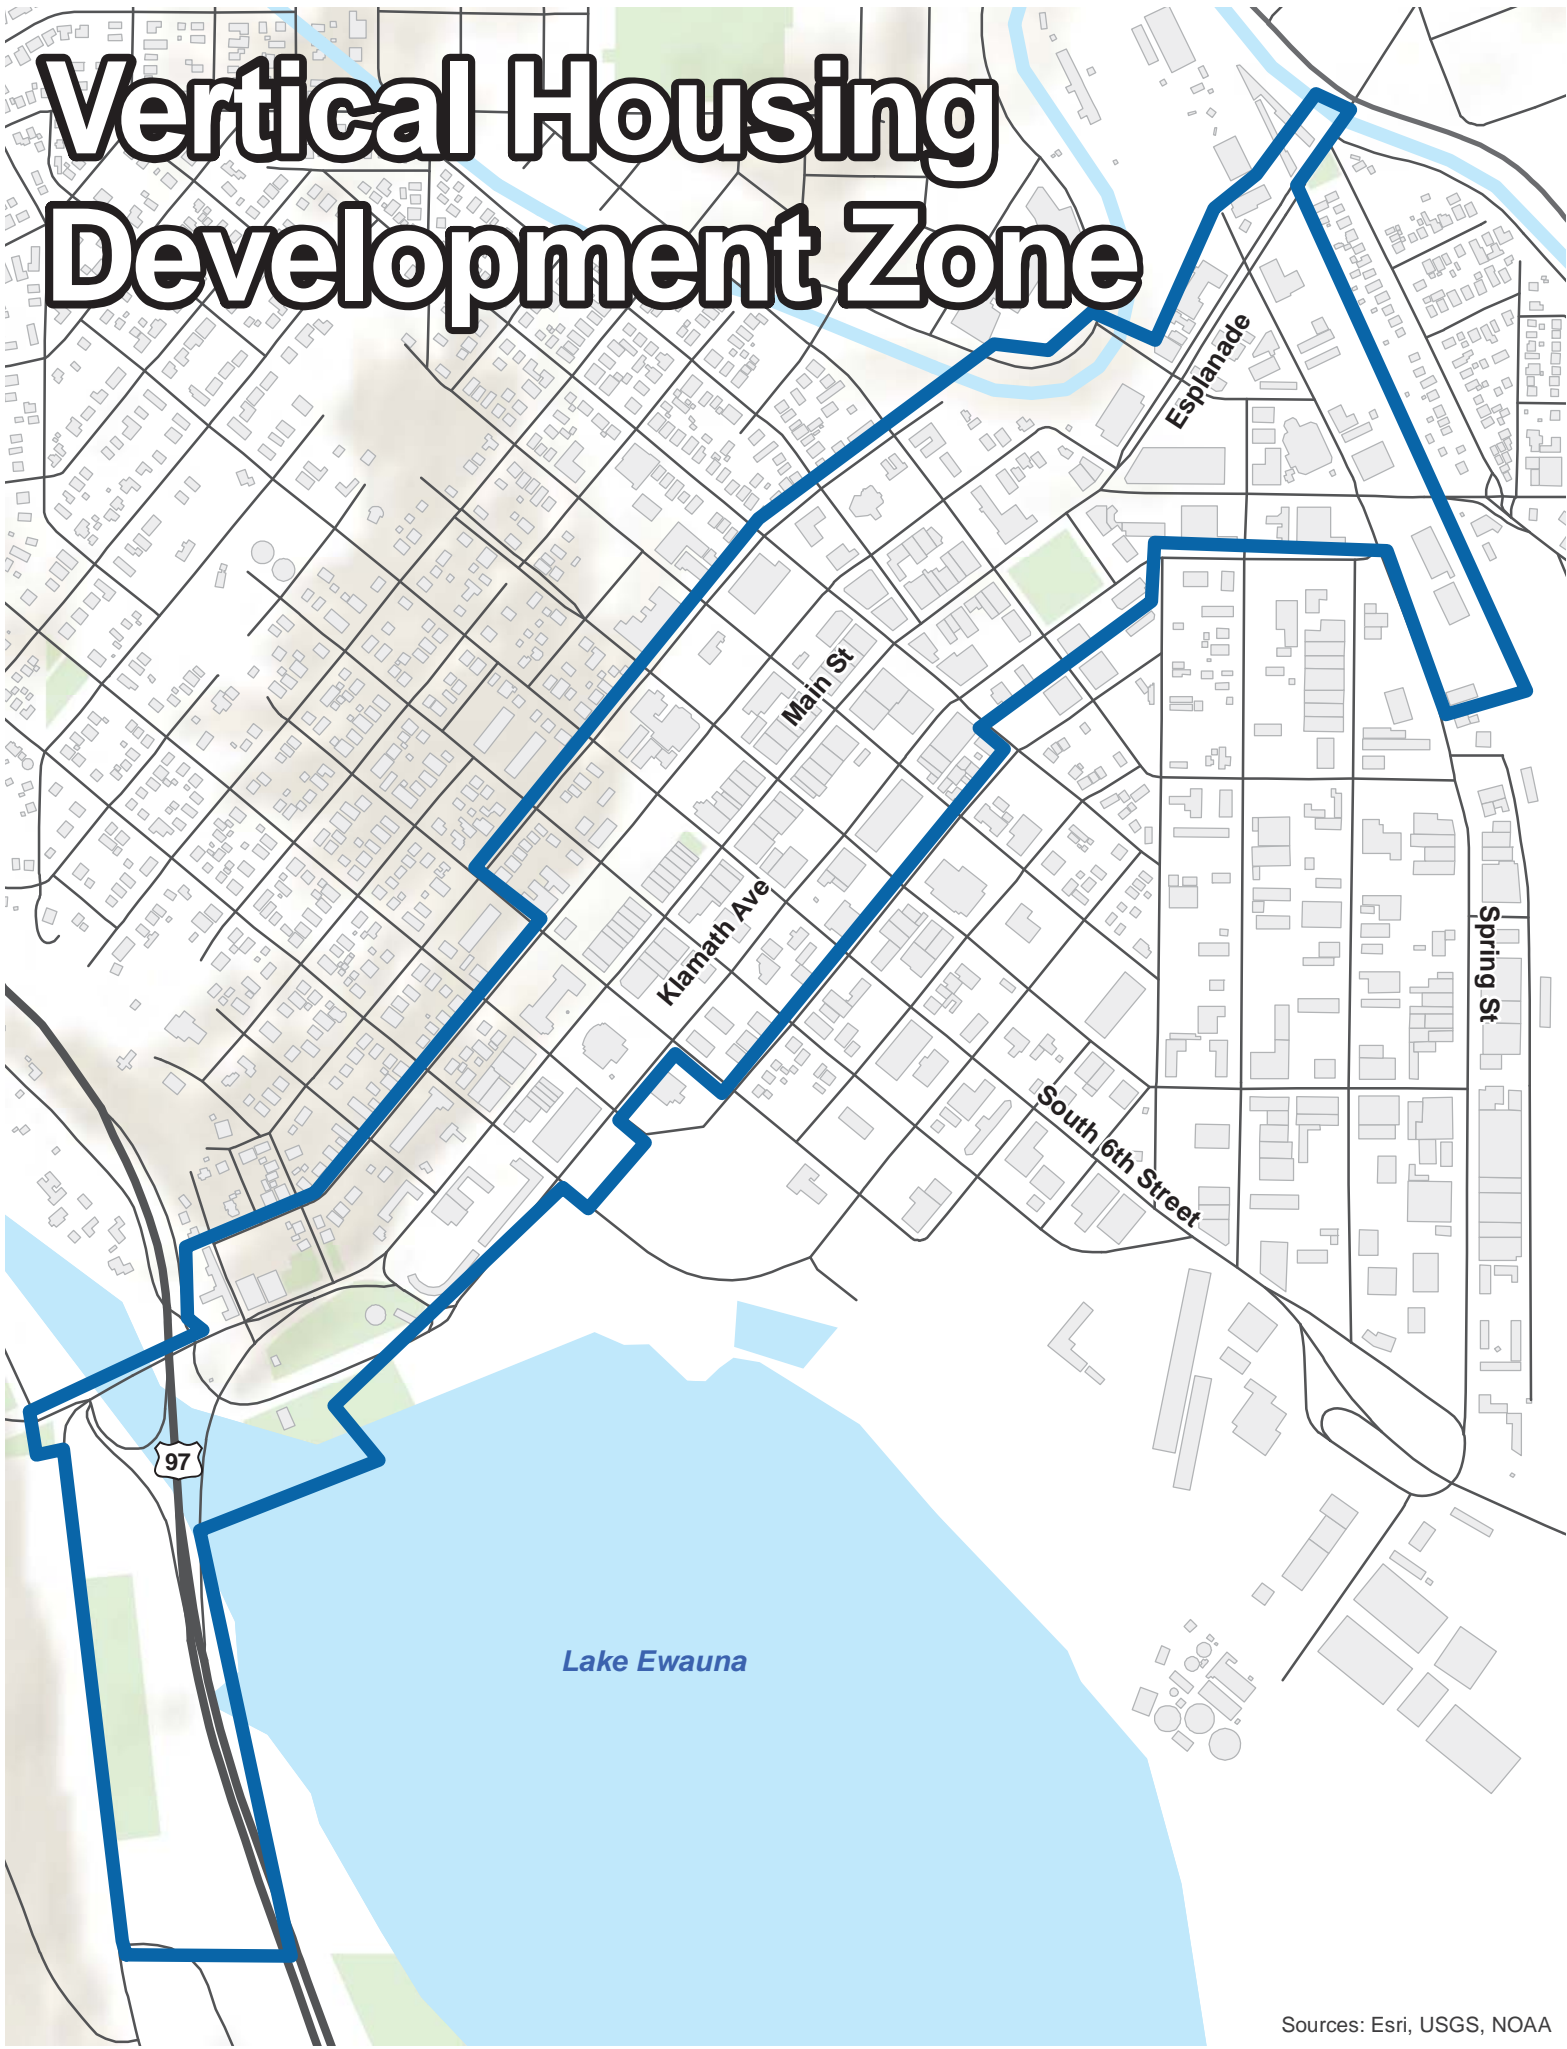 Vertical Housing
Development Zone
Esplanade
Main St
Klamath Ave
Spring St
South 6th Street
97
Lake Ewauna
Sources: Esri, USGS, NOAA